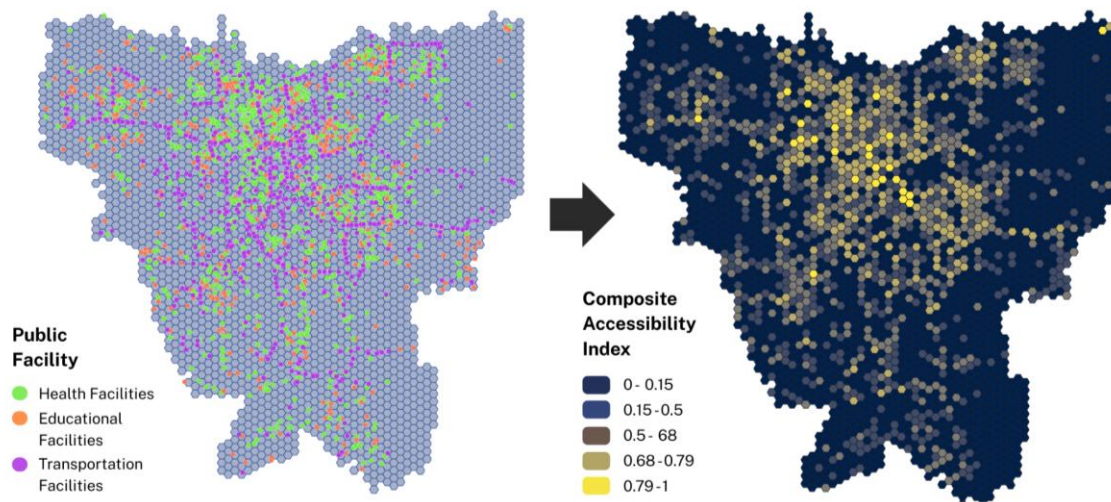 Public
Facility
Health Facilities
Educational
Facilities
Transportation
Facilities
Composite
Accessibility
Index
0 - 0.15
0.15 - 0.5
0.5 - 68
0.68 - 0.79
0.79 - 1